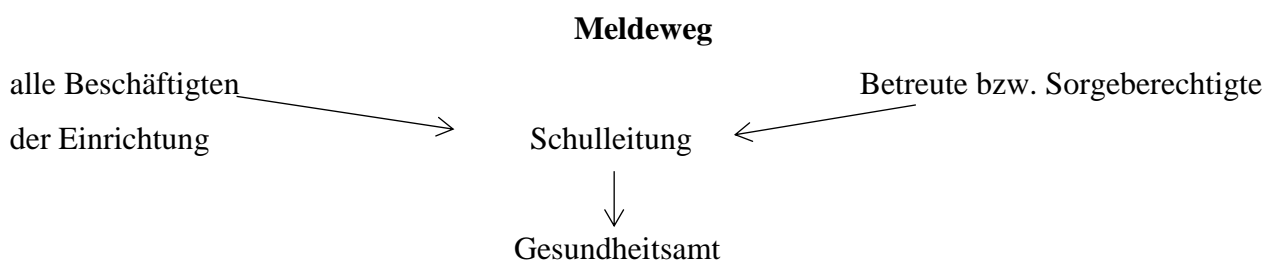 Meldeweg
alle Beschäftigten
Betreute bzw. Sorgeberechtigte
der Einrichtung
Schulleitung
Gesundheitsamt